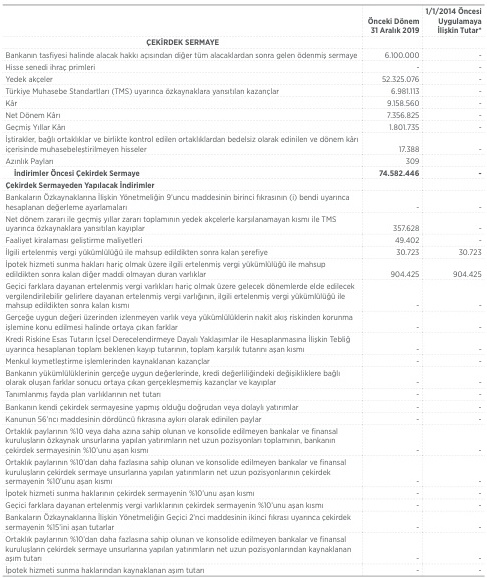 1/1/2014 Öncesi
Önceki Dönem Uygulamaya
31 Aralık 2019 İlişkin Tutar*
ÇEKİRDEK SERMAYE
Bankanın tasfiyesi halinde alacak hakkı açısından diğer tüm alacaklardan sonra gelen ödenmiş sermaye 6.100.000 -
Hisse senedi ihraç primleri - -
Yedek akçeler 52.325.076 -
Türkiye Muhasebe Standartları (TMS) uyarınca özkaynaklara yansıtılan kazançlar 6.981.113 -
Kâr 9.158.560 -
Net Dönem Kârı 7.356.825 -
Geçmiş Yıllar Kârı 1.801.735 -
İştirakler, bağlı ortaklıklar ve birlikte kontrol edilen ortaklıklardan bedelsiz olarak edinilen ve dönem kârı
içerisinde muhasebeleştirilmeyen hisseler 17.388 -
Azınlık Payları 309
İndirimler Öncesi Çekirdek Sermaye 74.582.446 -
Çekirdek Sermayeden Yapılacak İndirimler
Bankaların Özkaynaklarına İlişkin Yönetmeliğin 9'uncu maddesinin birinci fıkrasının (i) bendi uyarınca
hesaplanan değerleme ayarlamaları - -
Net dönem zararı ile geçmiş yıllar zararı toplamının yedek akçelerle karşılanamayan kısmı ile TMS
uyarınca özkaynaklara yansıtılan kayıplar 357.628 -
Faaliyet kiralaması geliştirme maliyetleri 49.402 -
İlgili ertelenmiş vergi yükümlülüğü ile mahsup edildikten sonra kalan şerefiye 30.723 30.723
İpotek hizmeti sunma hakları hariç olmak üzere ilgili ertelenmiş vergi yükümlülüğü ile mahsup
edildikten sonra kalan diğer maddi olmayan duran varlıklar 904.425 904.425
Geçici farklara dayanan ertelenmiş vergi varlıkları hariç olmak üzere gelecek dönemlerde elde edilecek
vergilendirilebilir gelirlere dayanan ertelenmiş vergi varlığının, ilgili ertelenmiş vergi yükümlülüğü ile
mahsup edildikten sonra kalan kısmı - -
Gerçeğe uygun değeri üzerinden izlenmeyen varlık veya yükümlülüklerin nakit akış riskinden korunma
işlemine konu edilmesi halinde ortaya çıkan farklar - -
Kredi Riskine Esas Tutarın İçsel Derecelendirmeye Dayalı Yaklaşımlar ile Hesaplanmasına İlişkin Tebliğ
uyarınca hesaplanan toplam beklenen kayıp tutarının, toplam karşılık tutarını aşan kısmı - -
Menkul kıymetleştirme işlemlerinden kaynaklanan kazançlar - -
Bankanın yükümlülüklerinin gerçeğe uygun değerlerinde, kredi değerliliğindeki değişikliklere bağlı
olarak oluşan farklar sonucu ortaya çıkan gerçekleşmemiş kazançlar ve kayıplar - -
Tanımlanmış fayda plan varlıklarının net tutarı - -
Bankanın kendi çekirdek sermayesine yapmış olduğu doğrudan veya dolaylı yatırımlar - -
Kanunun 56'ncı maddesinin dördüncü fıkrasına aykırı olarak edinilen paylar - -
Ortaklık paylarının %10 veya daha azına sahip olunan ve konsolide edilmeyen bankalar ve finansal
kuruluşların özkaynak unsurlarına yapılan yatırımların net uzun pozisyonları toplamının, bankanın
çekirdek sermayesinin %10'unu aşan kısmı - -
Ortaklık paylarının %10'dan daha fazlasına sahip olunan ve konsolide edilmeyen bankalar ve finansal
kuruluşların çekirdek sermaye unsurlarına yapılan yatırımların net uzun pozisyonlarının çekirdek sermayenin
%10'unu aşan kısmı - -
İpotek hizmeti sunma haklarının çekirdek sermayenin %10'unu aşan kısmı - -
Geçici farklara dayanan ertelenmiş vergi varlıklarının çekirdek sermayenin %10'unu aşan kısmı - -
Bankaların Özkaynaklarına İlişkin Yönetmeliğin Geçici 2'nci maddesinin ikinci fıkrası uyarınca çekirdek
sermayenin %15'ini aşan tutarlar - -
Ortaklık paylarının %10'dan daha fazlasına sahip olunan ve konsolide edilmeyen bankalar ve finansal
kuruluşların çekirdek sermaye unsurlarına yapılan yatırımların net uzun pozisyonlarından kaynaklanan
aşım tutarı - -
İpotek hizmeti sunma haklarından kaynaklanan aşım tutarı - -